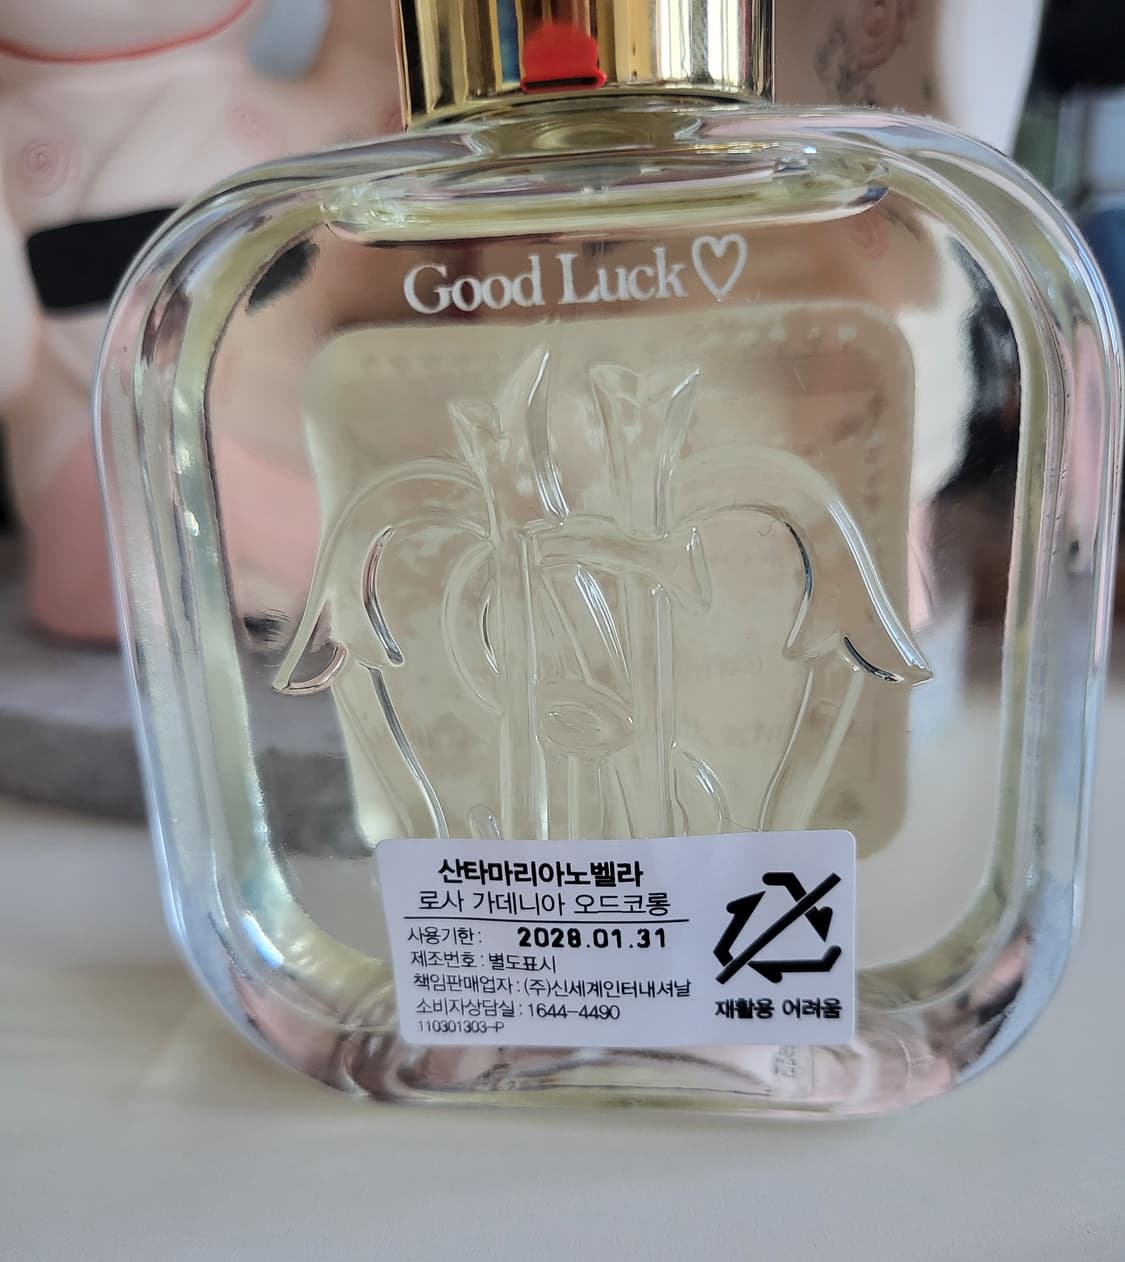 Good Luck♡
산타마리아노벨라
로사 가데니아 오드코롱
사용기한 : 2028.01.31
제조번호 : 별도표시
책임판매업자 : (주)신세계인터내셔날
소비자상담실 : 1644-4490
110301303-P
재활용 어려움